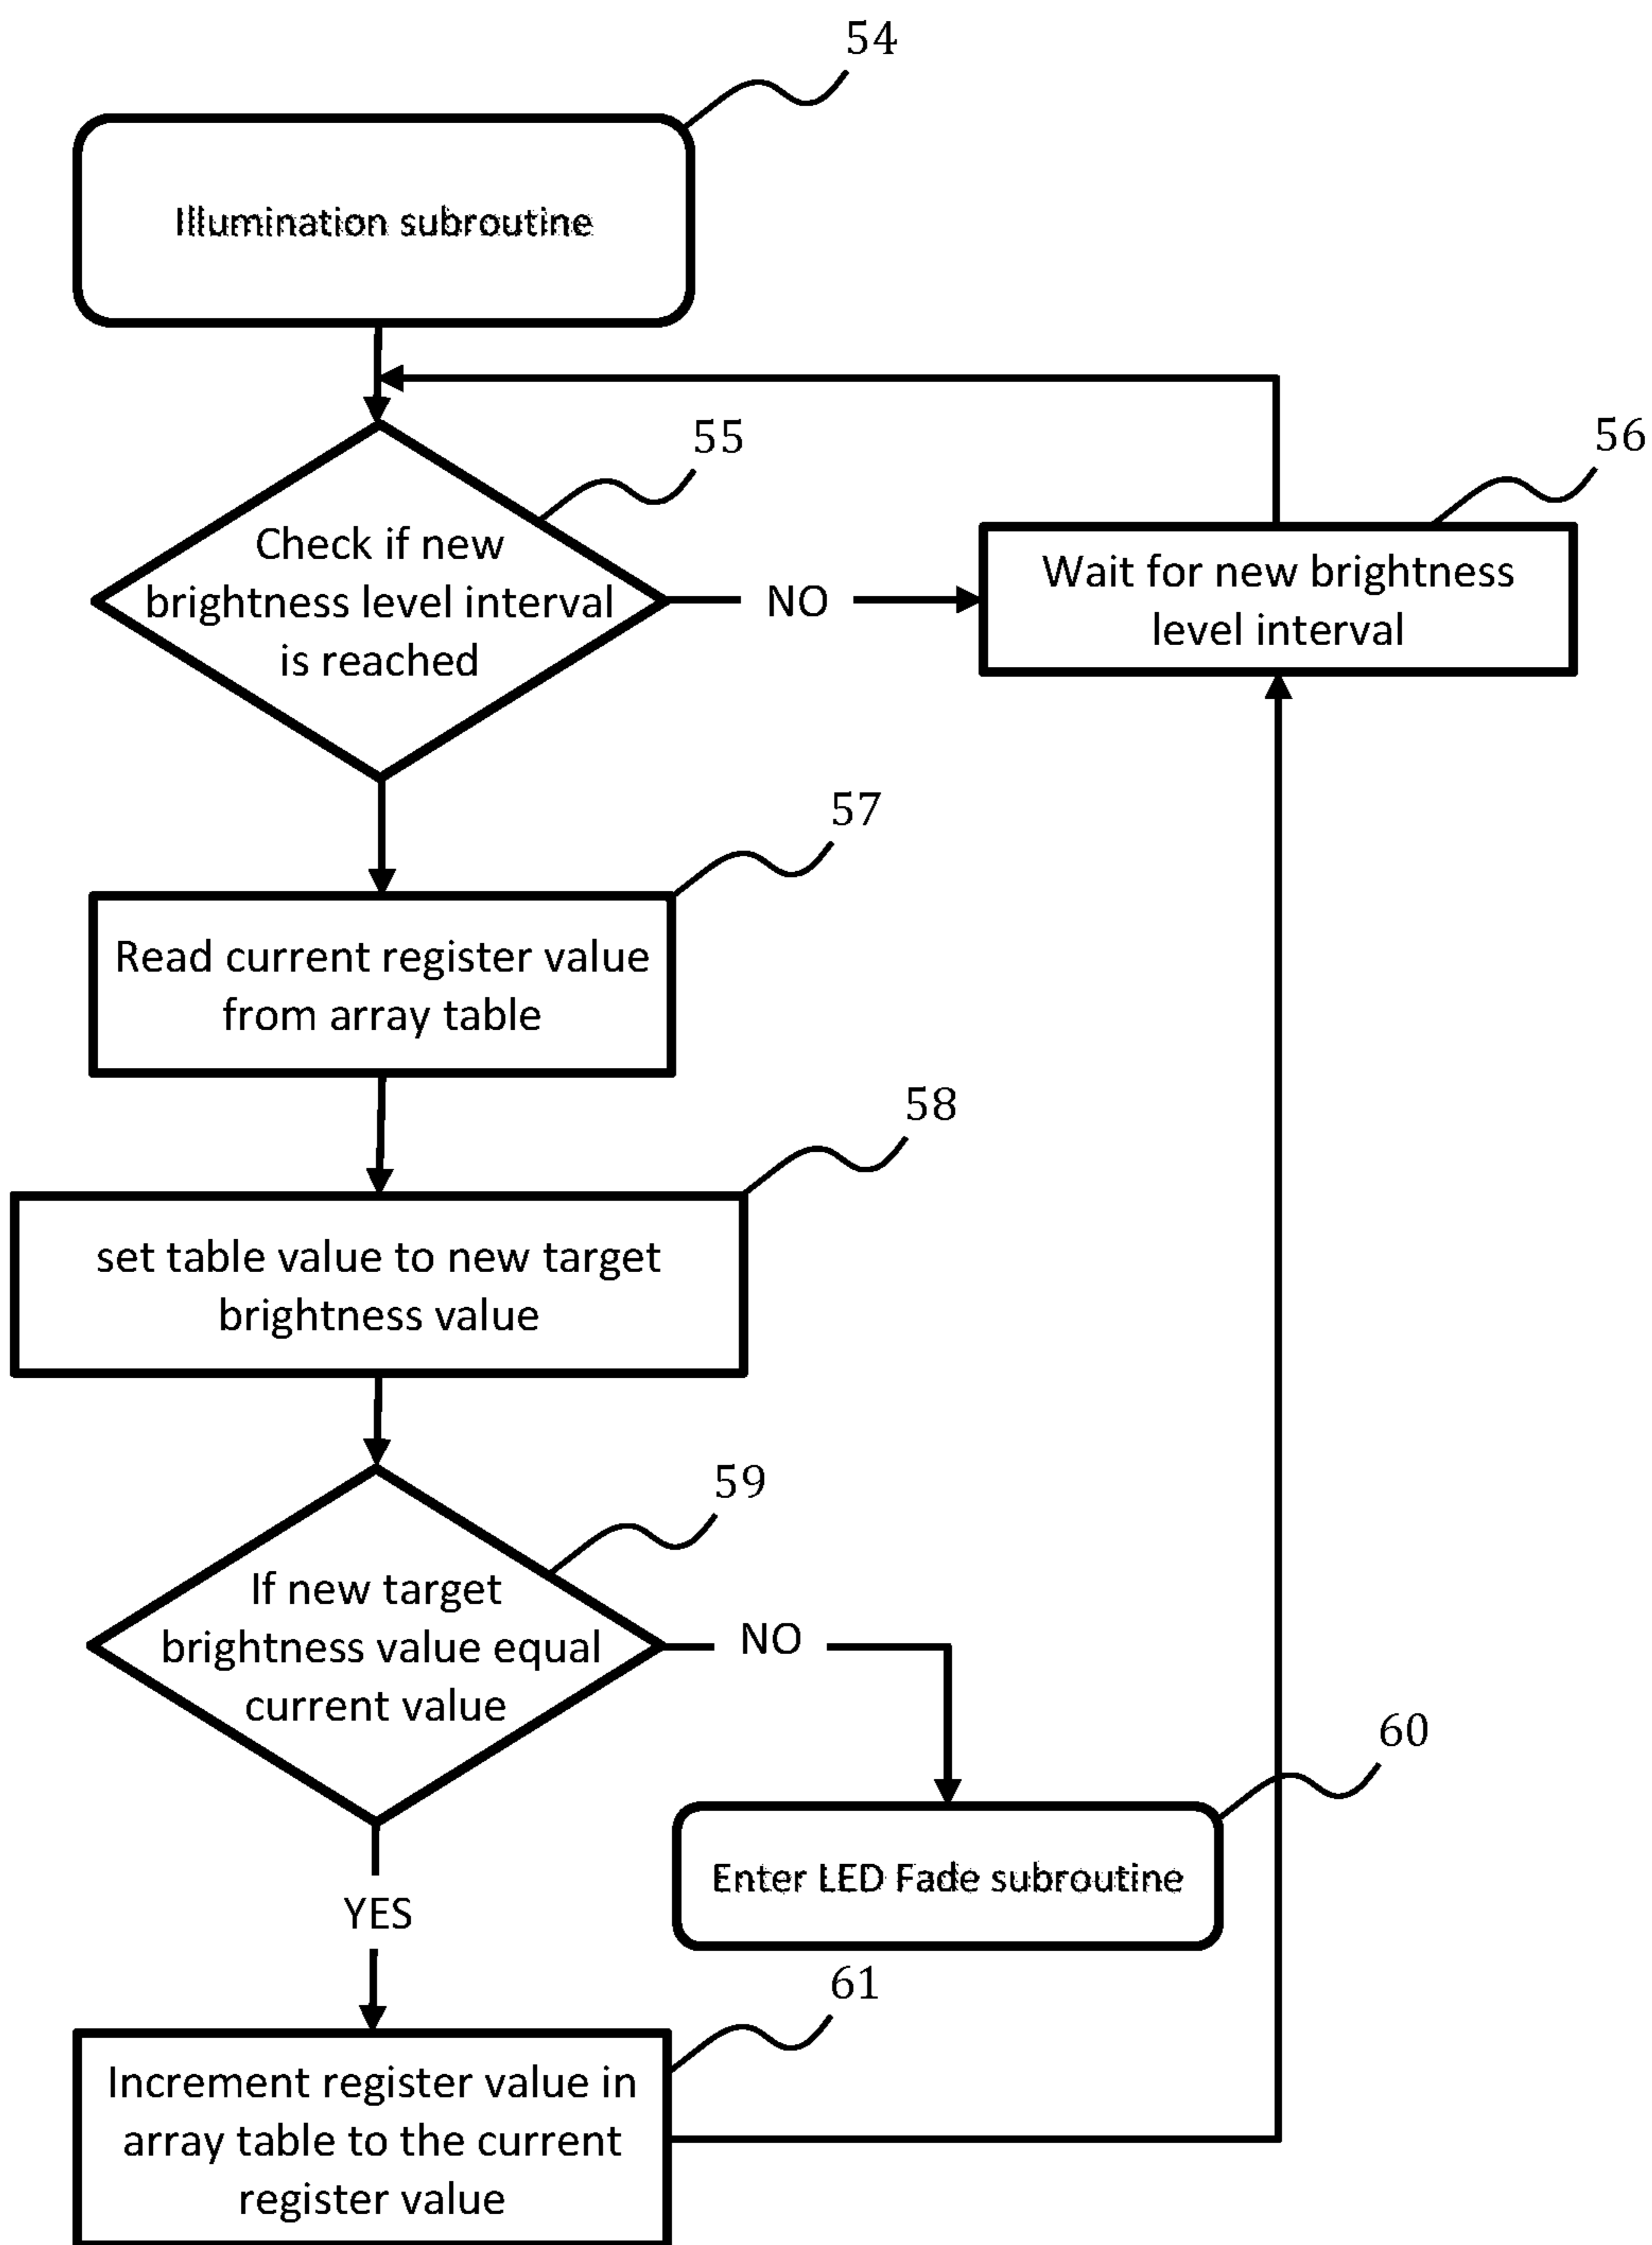 54
Illumination subroutine
55
Check if new
brightness level interval
is reached
NO
56
Wait for new brightness
level interval
57
Read current register value
from array table
58
set table value to new target
brightness value
59
If new target
brightness value equal
current value
NO
60
Enter LED Fade subroutine
YES
61
Increment register value in
array table to the current
register value